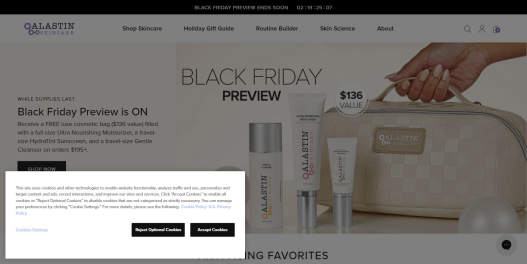 BLACK FRIDAY PREVIEW ENDS SOON 02 : 19 : 25 : 07
ALASTIN
SKINCARE
Shop Skincare Holiday Gift Guide Routine Builder Skin Science About
BLACK FRIDAY
PREVIEW
$136
VALUE
WHILE SUPPLIES LAST
Black Friday Preview is ON
Receive a FREE luxe cosmetic bag ($136 value) filled
with a full-size Ultra Nourishing Moisturizer, a travel-
size HydraTint Sunscreen, and a travel-size Gentle
Cleanser on orders $195+.
SHOP NOW
ALASTIN
SKINCARE
ALASTIN
ALASTIN
ALASTIN
This site uses cookies and other technologies to enable website functionality, analyze traffic and use, personalize and
target content and ads, record interactions, and improve our sites and services. Click "Accept Cookies" to enable all
cookies or "Reject Optional Cookies" to disable cookies that are not categorized as strictly necessary. You can manage
your preferences by clicking "Cookie Settings". For more details, please see the following: Cookie Policy U.S. Privacy
Policy
Cookies Settings
Reject Optional Cookies
Accept Cookies
FAVORITES